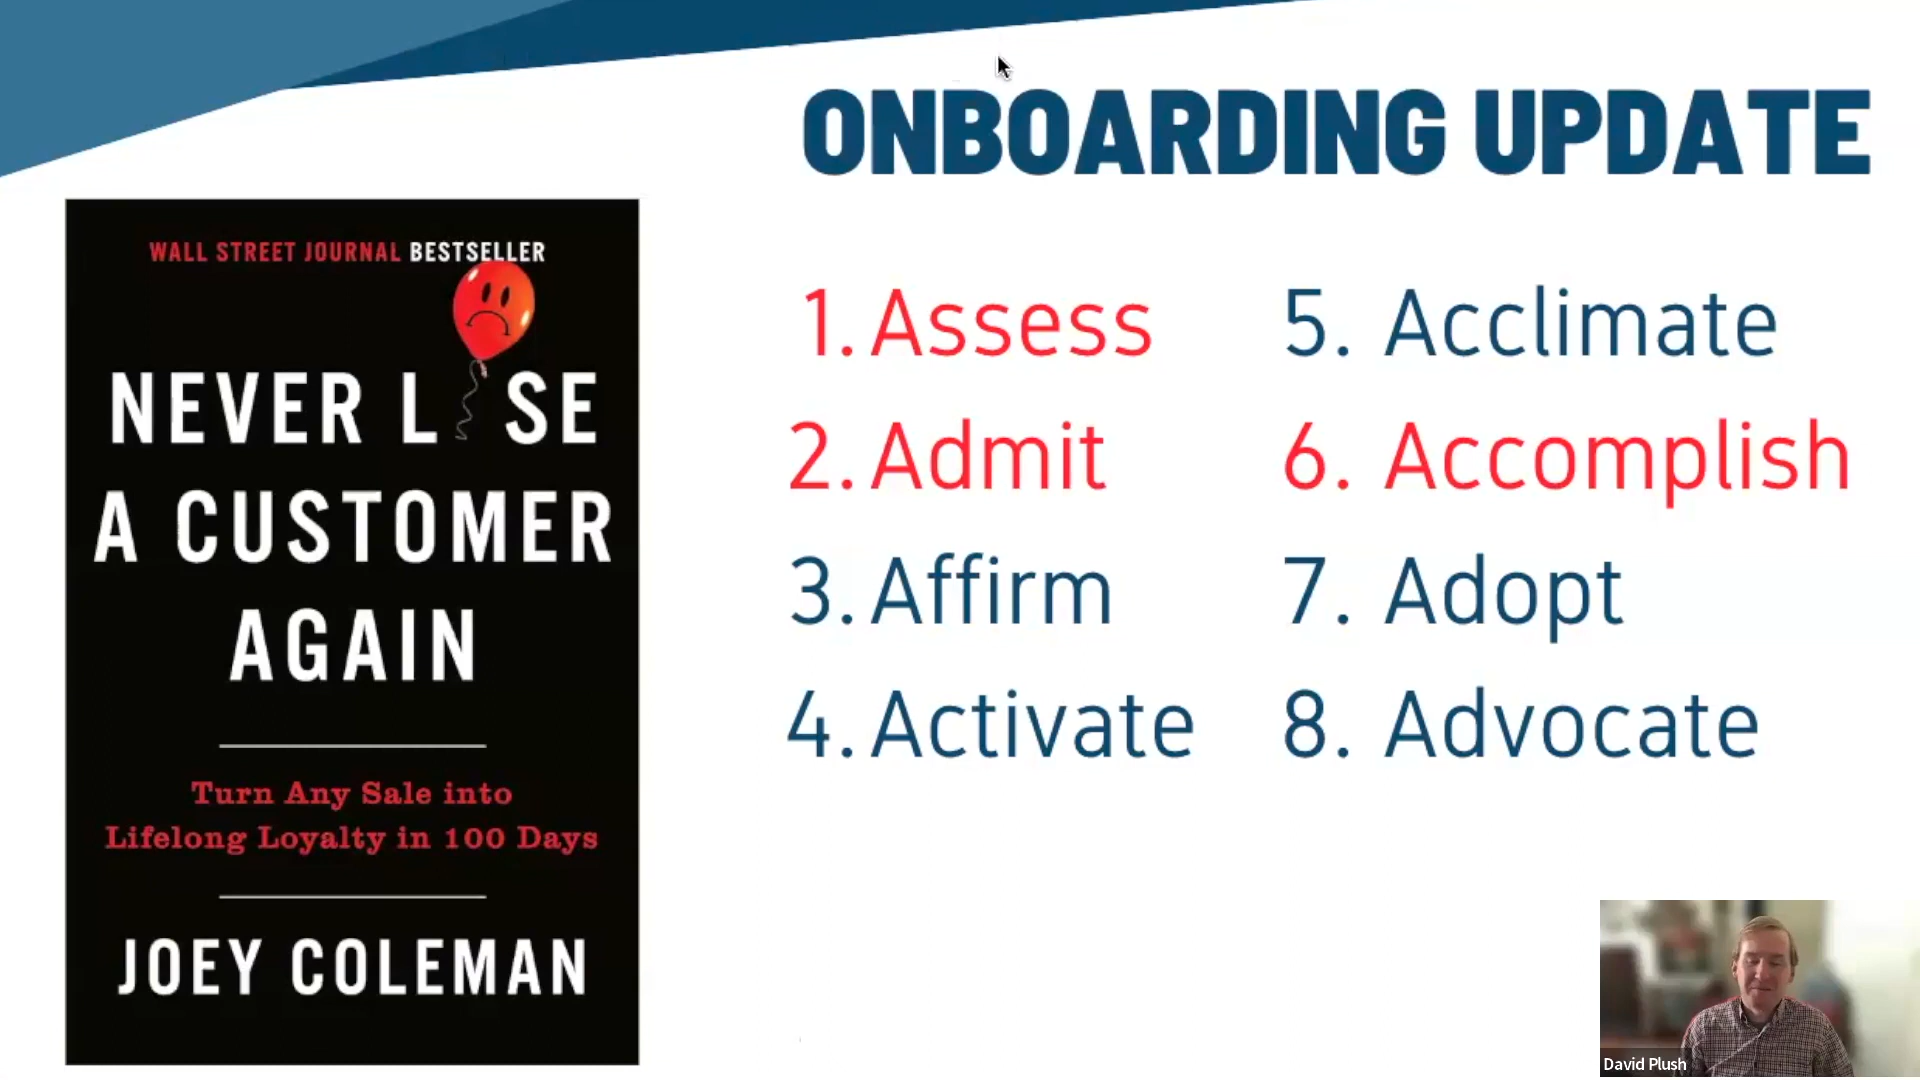 ONBOARDING UPDATE
WALL STREET JOURNAL BESTSELLER
NEVER L SE
A CUSTOMER
AGAIN
Turn Any Sale into
Lifelong Loyalty in 100 Days
JOEY COLEMAN
1. Assess
2. Admit
3. Affirm
4. Activate
5. Acclimate
6. Accomplish
7. Adopt
8. Advocate
David Plush